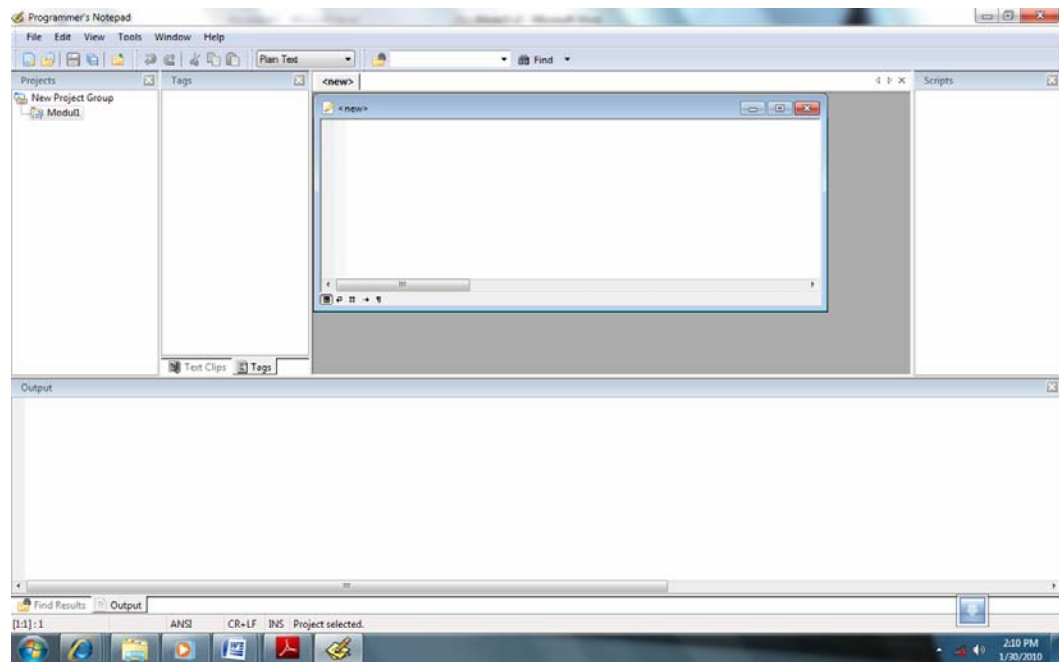 Programmer's Notepad
File Edit View Tools Window Help
Plain Text
Find
Projects
Tags
<new>
Scripts
New Project Group
Modul1
<new>
Text Clips
Tags
Output
Find Results
Output
[1:1] : 1
ANSI
CR+LF
INS
Project selected.
2:10 PM
1/30/2010